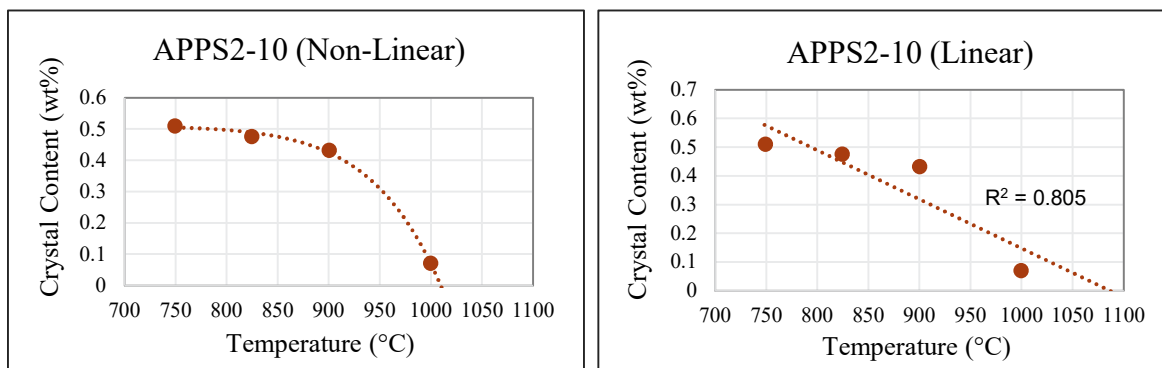 APPS2-10 (Non-Linear)
Crystal Content (wt%)
0.6
0.5
0.4
0.3
0.2
0.1
0
700 750 800 850 900 950 1000 1050 1100
Temperature (°C)
APPS2-10 (Linear)
Crystal Content (wt%)
0.7
0.6
0.5
0.4
0.3
0.2
0.1
0
R² = 0.805
700 750 800 850 900 950 1000 1050 1100
Temperature (°C)